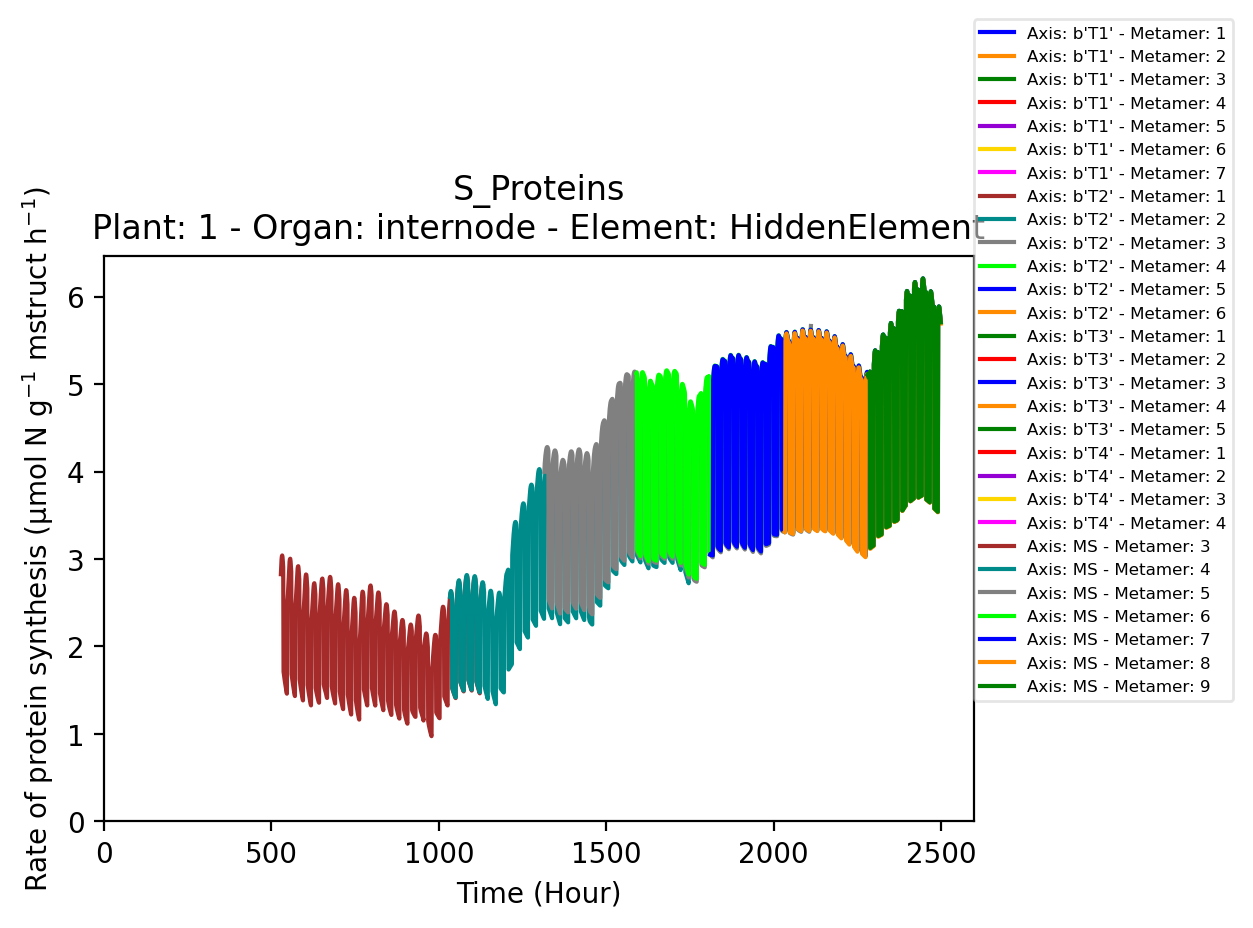 S_Proteins
Plant: 1 - Organ: internode - Element: HiddenElement
Rate of protein synthesis (µmol N g⁻¹ mstruct h⁻¹)
6
5
4
3
2
1
0
0 500 1000 1500 2000 2500
Time (Hour)
Axis: b'T1' - Metamer: 1
Axis: b'T1' - Metamer: 2
Axis: b'T1' - Metamer: 3
Axis: b'T1' - Metamer: 4
Axis: b'T1' - Metamer: 5
Axis: b'T1' - Metamer: 6
Axis: b'T1' - Metamer: 7
Axis: b'T2' - Metamer: 1
Axis: b'T2' - Metamer: 2
Axis: b'T2' - Metamer: 3
Axis: b'T2' - Metamer: 4
Axis: b'T2' - Metamer: 5
Axis: b'T2' - Metamer: 6
Axis: b'T3' - Metamer: 1
Axis: b'T3' - Metamer: 2
Axis: b'T3' - Metamer: 3
Axis: b'T3' - Metamer: 4
Axis: b'T3' - Metamer: 5
Axis: b'T4' - Metamer: 1
Axis: b'T4' - Metamer: 2
Axis: b'T4' - Metamer: 3
Axis: b'T4' - Metamer: 4
Axis: MS - Metamer: 3
Axis: MS - Metamer: 4
Axis: MS - Metamer: 5
Axis: MS - Metamer: 6
Axis: MS - Metamer: 7
Axis: MS - Metamer: 8
Axis: MS - Metamer: 9